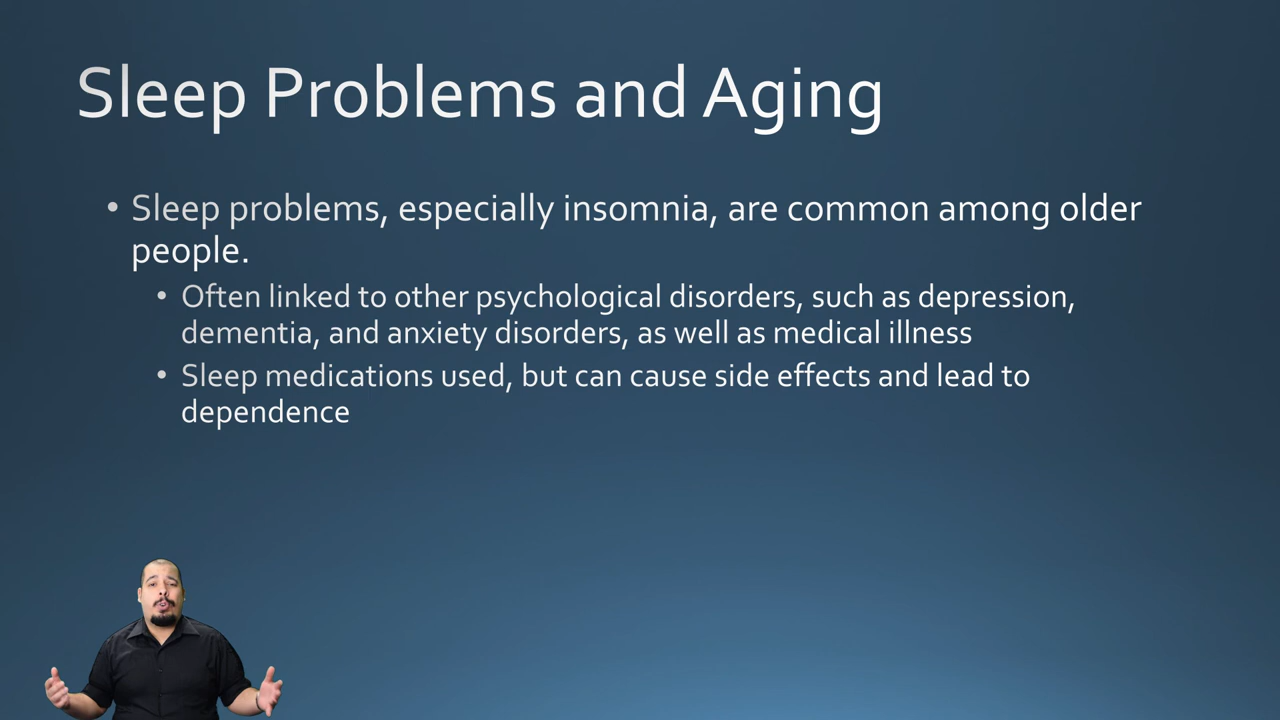 Sleep Problems and Aging
• Sleep problems, especially insomnia, are common among older
people.
• Often linked to other psychological disorders, such as depression,
dementia, and anxiety disorders, as well as medical illness
• Sleep medications used, but can cause side effects and lead to
dependence